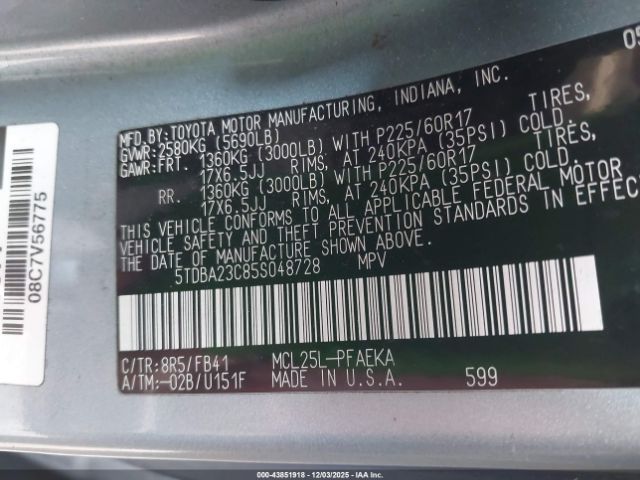 05
MFD.BY:TOYOTA MOTOR MANUFACTURING, INDIANA, INC.
GVWR:2580KG (5690LB)
GAWR:FRT. 1360KG (3000LB) WITH P225/60R17 TIRES,
17X6.5JJ RIMS, AT 240KPA (35PSI) COLD.
RR. 1360KG (3000LB) WITH P225/60R17 TIRES,
17X6.5JJ RIMS, AT 240KPA (35PSI) COLD.
THIS VEHICLE CONFORMS TO ALL APPLICABLE FEDERAL MOTOR
VEHICLE SAFETY AND THEFT PREVENTION STANDARDS IN EFFEC
THE DATE OF MANUFACTURE SHOWN ABOVE.
5TDBA23C85S048728 MPV
C/TR:8R5/FB41 MCL25L-PFAEKA
A/TM:-02B/U151F MADE IN U.S.A. 599
08C7V56775
000-43851918 | 12/03/2025 | IAA Inc.